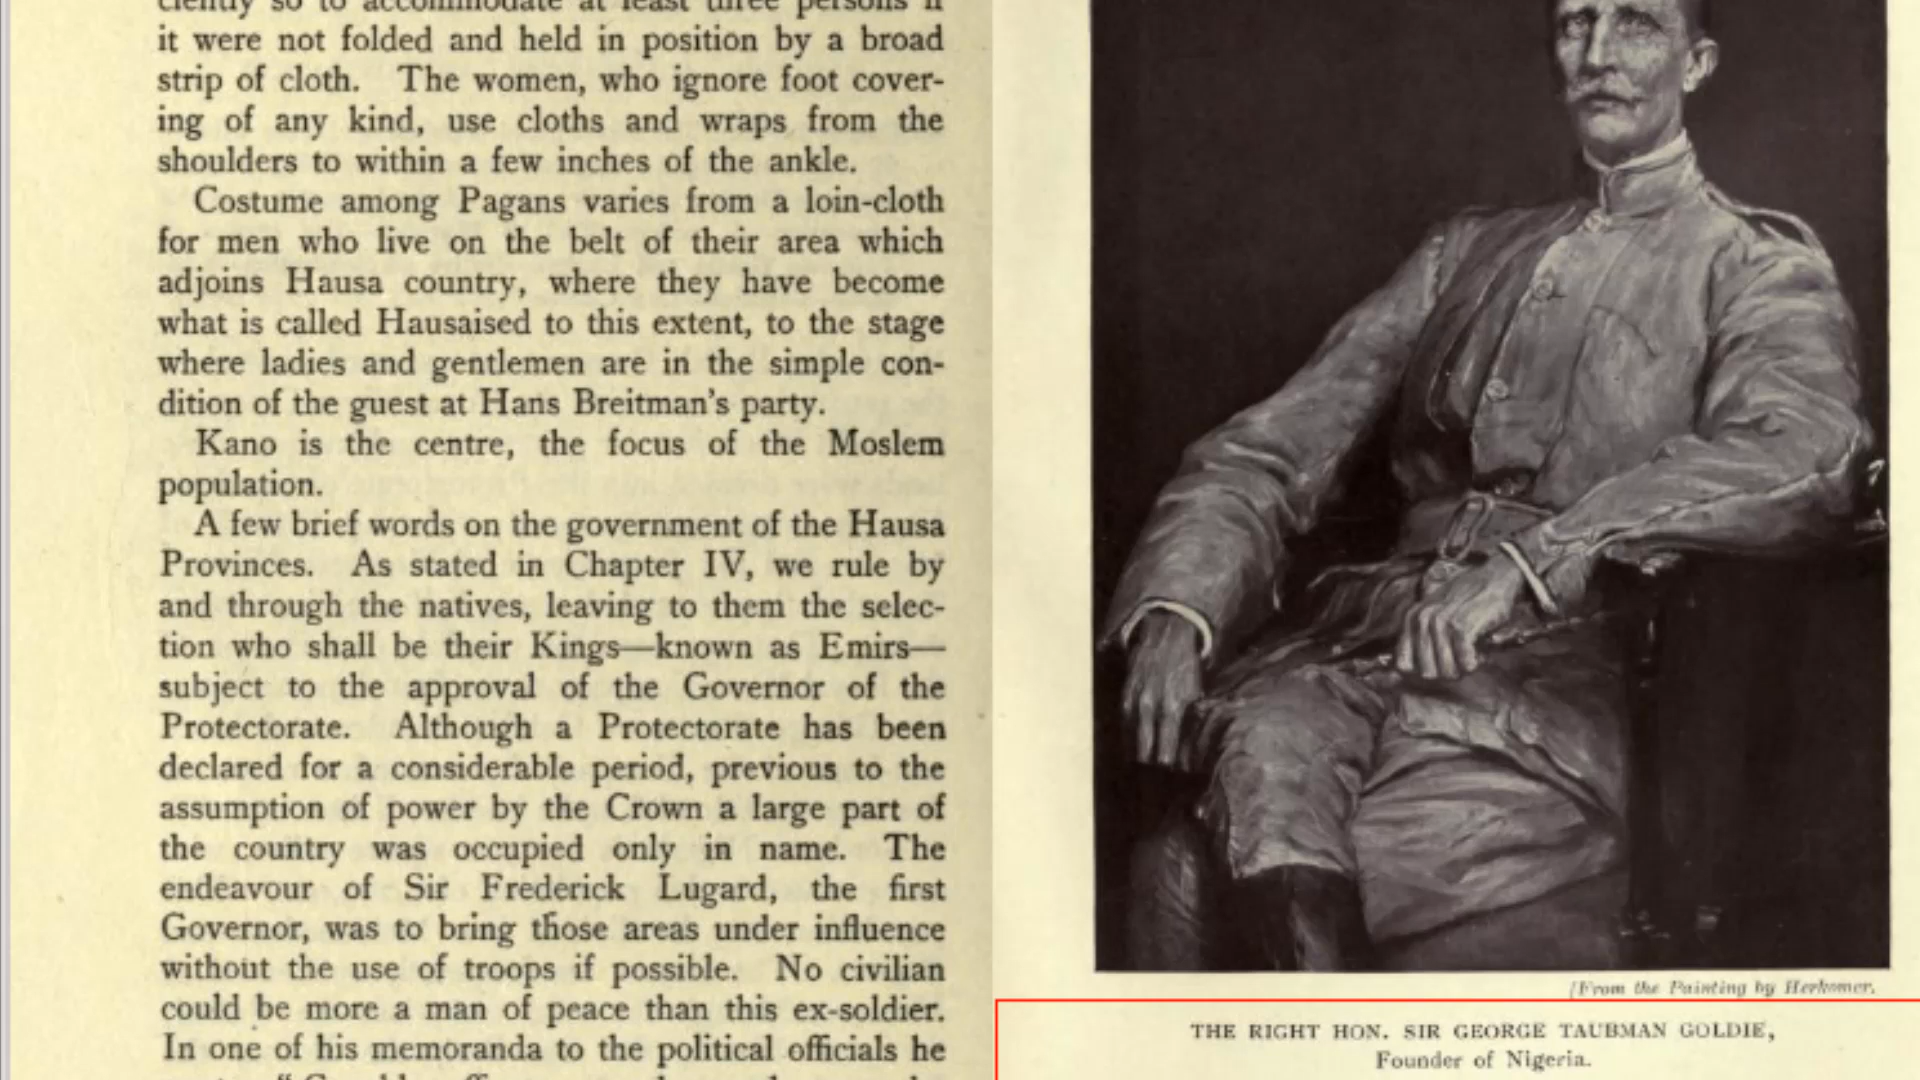 ciently so to accommodate at least three persons if
it were not folded and held in position by a broad
strip of cloth. The women, who ignore foot cover-
ing of any kind, use cloths and wraps from the
shoulders to within a few inches of the ankle.
Costume among Pagans varies from a loin-cloth
for men who live on the belt of their area which
adjoins Hausa country, where they have become
what is called Hausaised to this extent, to the stage
where ladies and gentlemen are in the simple con-
dition of the guest at Hans Breitman's party.
Kano is the centre, the focus of the Moslem
population.
A few brief words on the government of the Hausa
Provinces. As stated in Chapter IV, we rule by
and through the natives, leaving to them the selec-
tion who shall be their Kings—known as Emirs—
subject to the approval of the Governor of the
Protectorate. Although a Protectorate has been
declared for a considerable period, previous to the
assumption of power by the Crown a large part of
the country was occupied only in name. The
endeavour of Sir Frederick Lugard, the first
Governor, was to bring those areas under influence
without the use of troops if possible. No civilian
could be more a man of peace than this ex-soldier.
In one of his memoranda to the political officials he
[From the Painting by Herkomer.
THE RIGHT HON. SIR GEORGE TAUBMAN GOLDIE,
Founder of Nigeria.